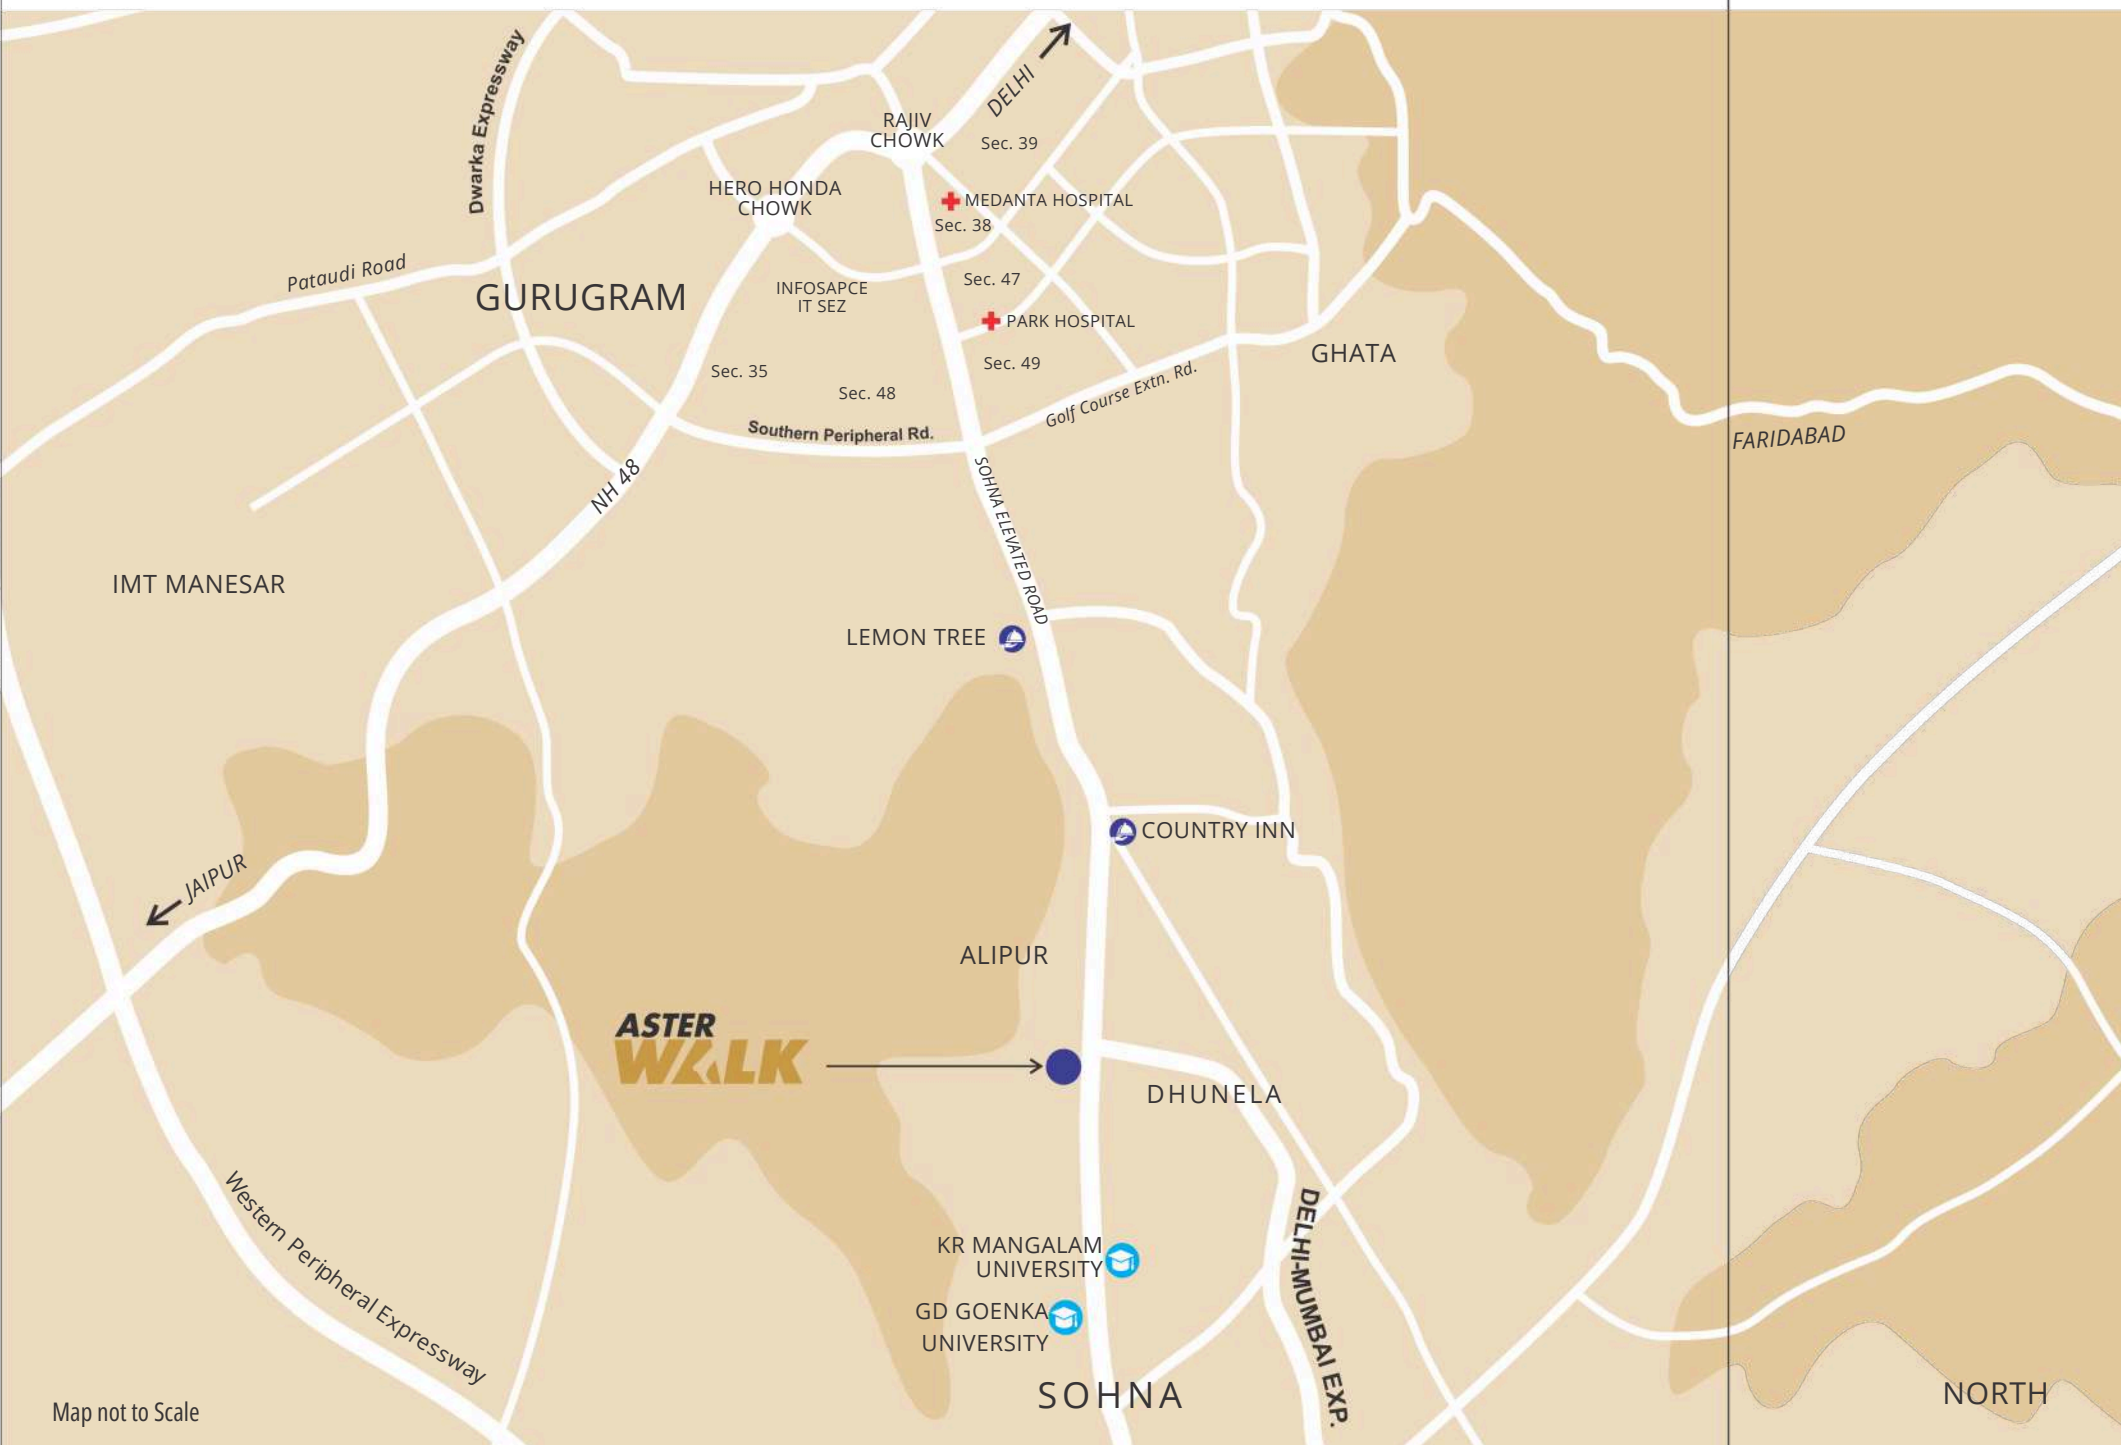 Dwarka Expressway
DELHI
RAJIV
CHOWK
Sec. 39
HERO HONDA
CHOWK
MEDANTA HOSPITAL
Sec. 38
Pataudi Road
GURUGRAM
INFOSAPCE
IT SEZ
Sec. 47
PARK HOSPITAL
GHATA
Sec. 35
Sec. 48
Sec. 49
Golf Course Extn. Rd.
Southern Peripheral Rd.
FARIDABAD
NH 48
SOHNA ELEVATED ROAD
IMT MANESAR
LEMON TREE
COUNTRY INN
JAIPUR
ALIPUR
ASTER
WALK
DHUNELA
Western Peripheral Expressway
KR MANGALAM
UNIVERSITY
DELHI-MUMBAI EXP.
GD GOENKA
UNIVERSITY
SOHNA
NORTH
Map not to Scale